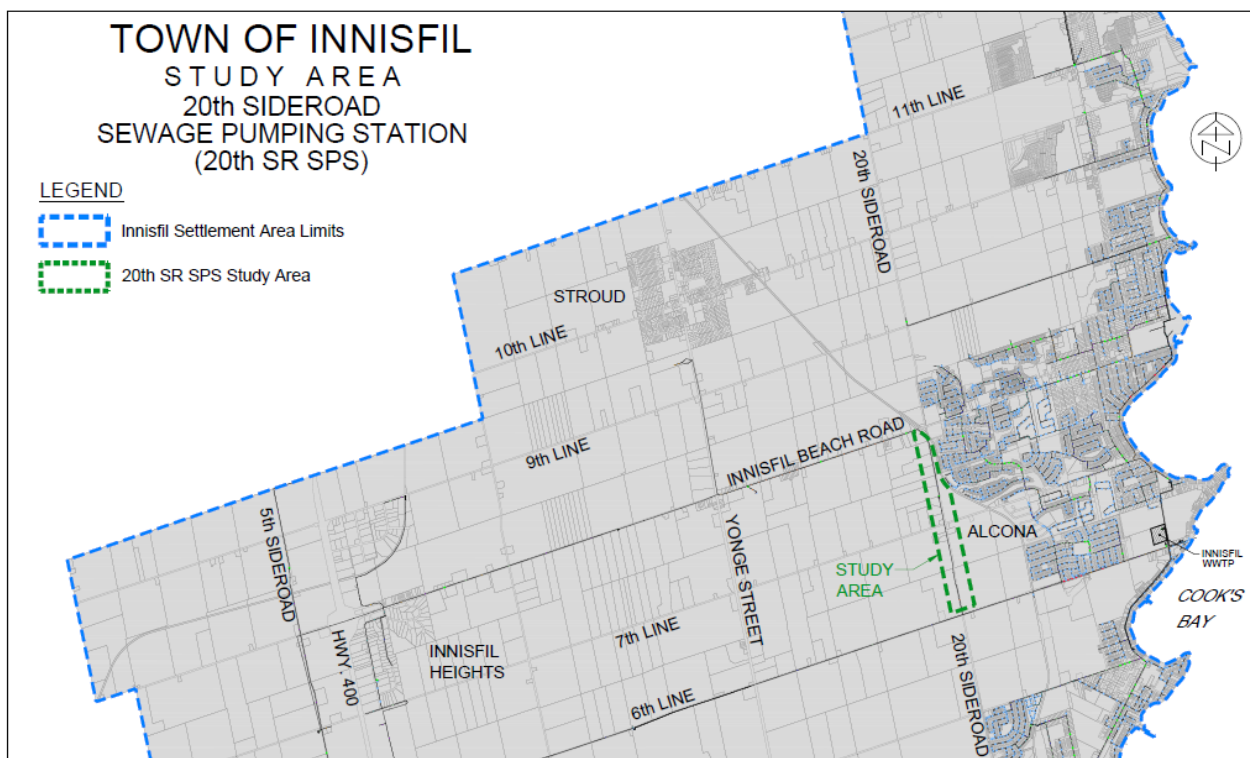 TOWN OF INNISFIL
STUDY AREA
20th SIDEROAD
SEWAGE PUMPING STATION
(20th SR SPS)
LEGEND
Innisfil Settlement Area Limits
20th SR SPS Study Area
11th LINE
20th SIDEROAD
N
STROUD
10th LINE
9th LINE
INNISFIL BEACH ROAD
5th SIDEROAD
YONGE STREET
ALCONA
INNISFIL
WWTP
STUDY
AREA
COOK'S
BAY
HWY. 400
INNISFIL
HEIGHTS
7th LINE
6th LINE
20th SIDEROAD